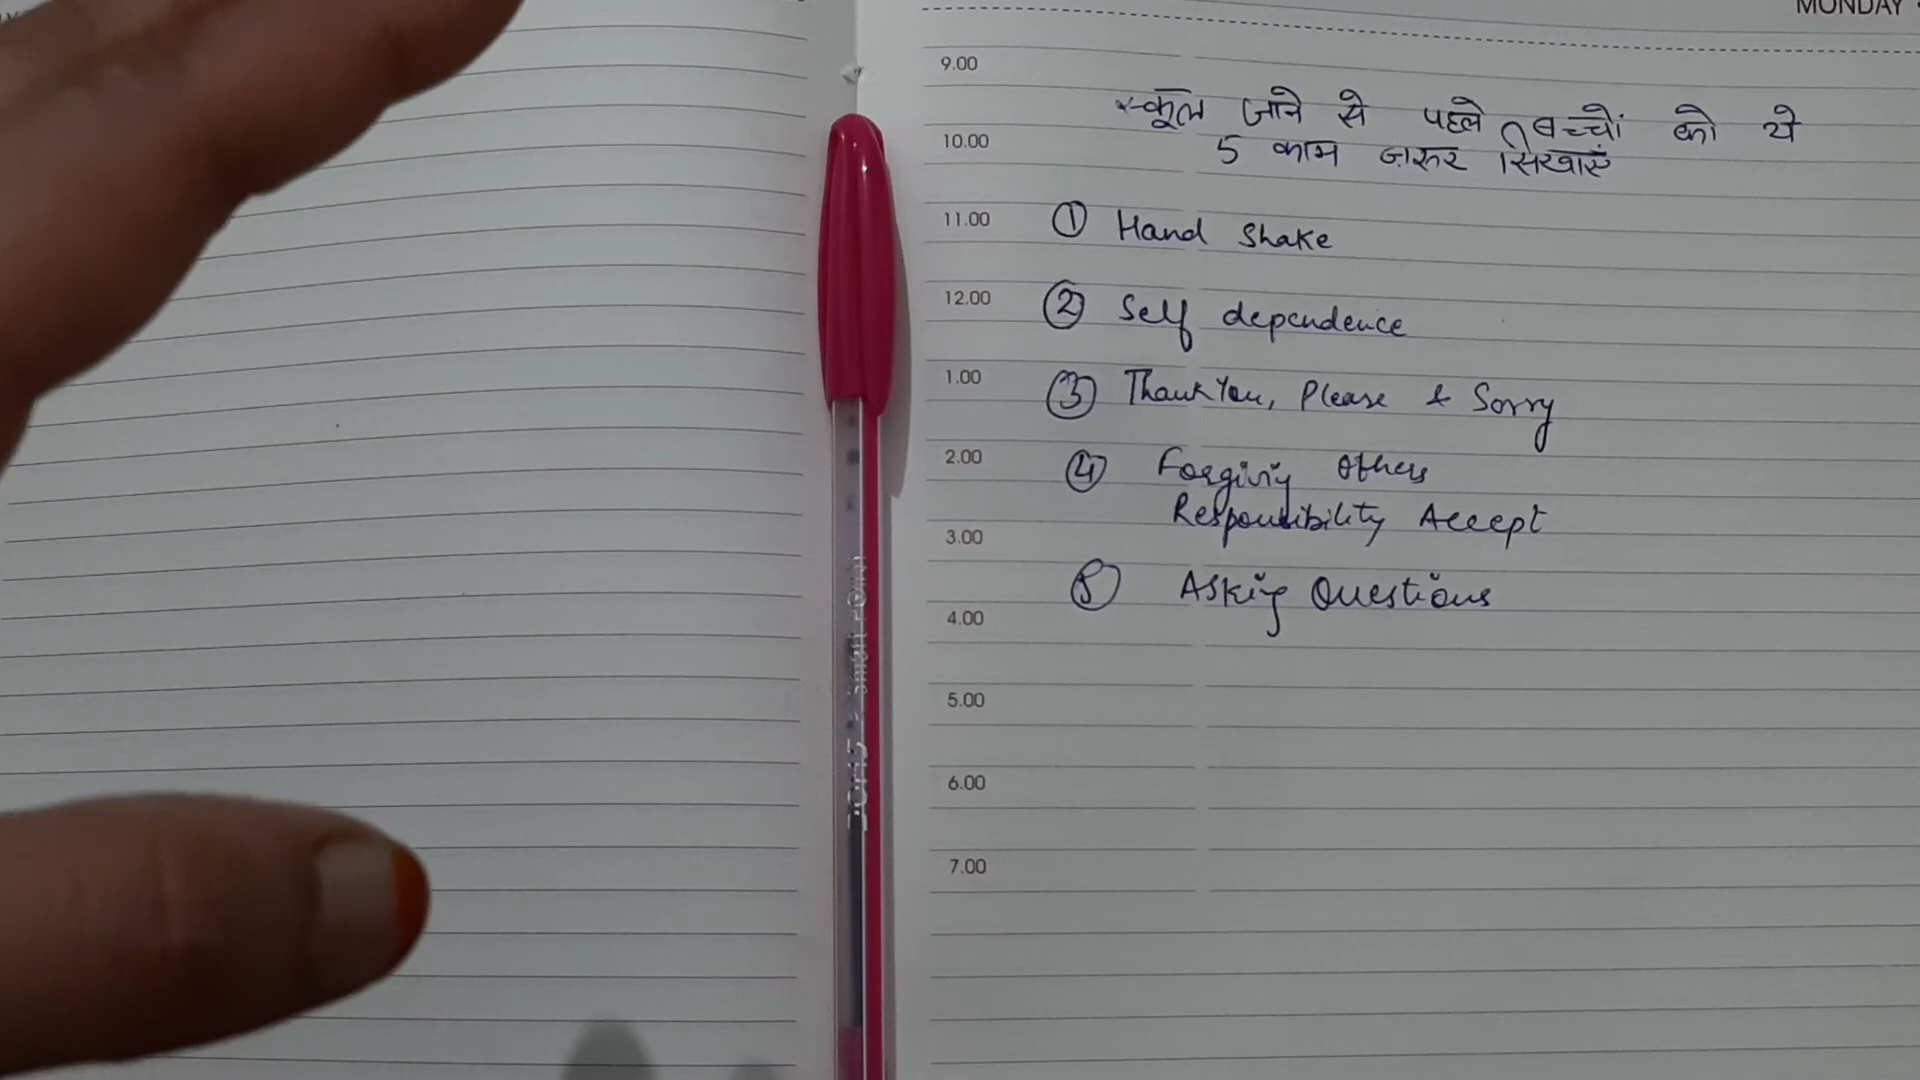 MONDAY
9.00
स्कूल जाने से पहले बच्चों को ये
10.00
5 काम ज़रूर सिखाएं
11.00
① Hand Shake
12.00
② Self dependence
1.00
③ Thank You, Please & Sorry
2.00
④ Forgiving Others
Responsibility Accept
3.00
⑤ Asking Questions
4.00
5.00
6.00
7.00